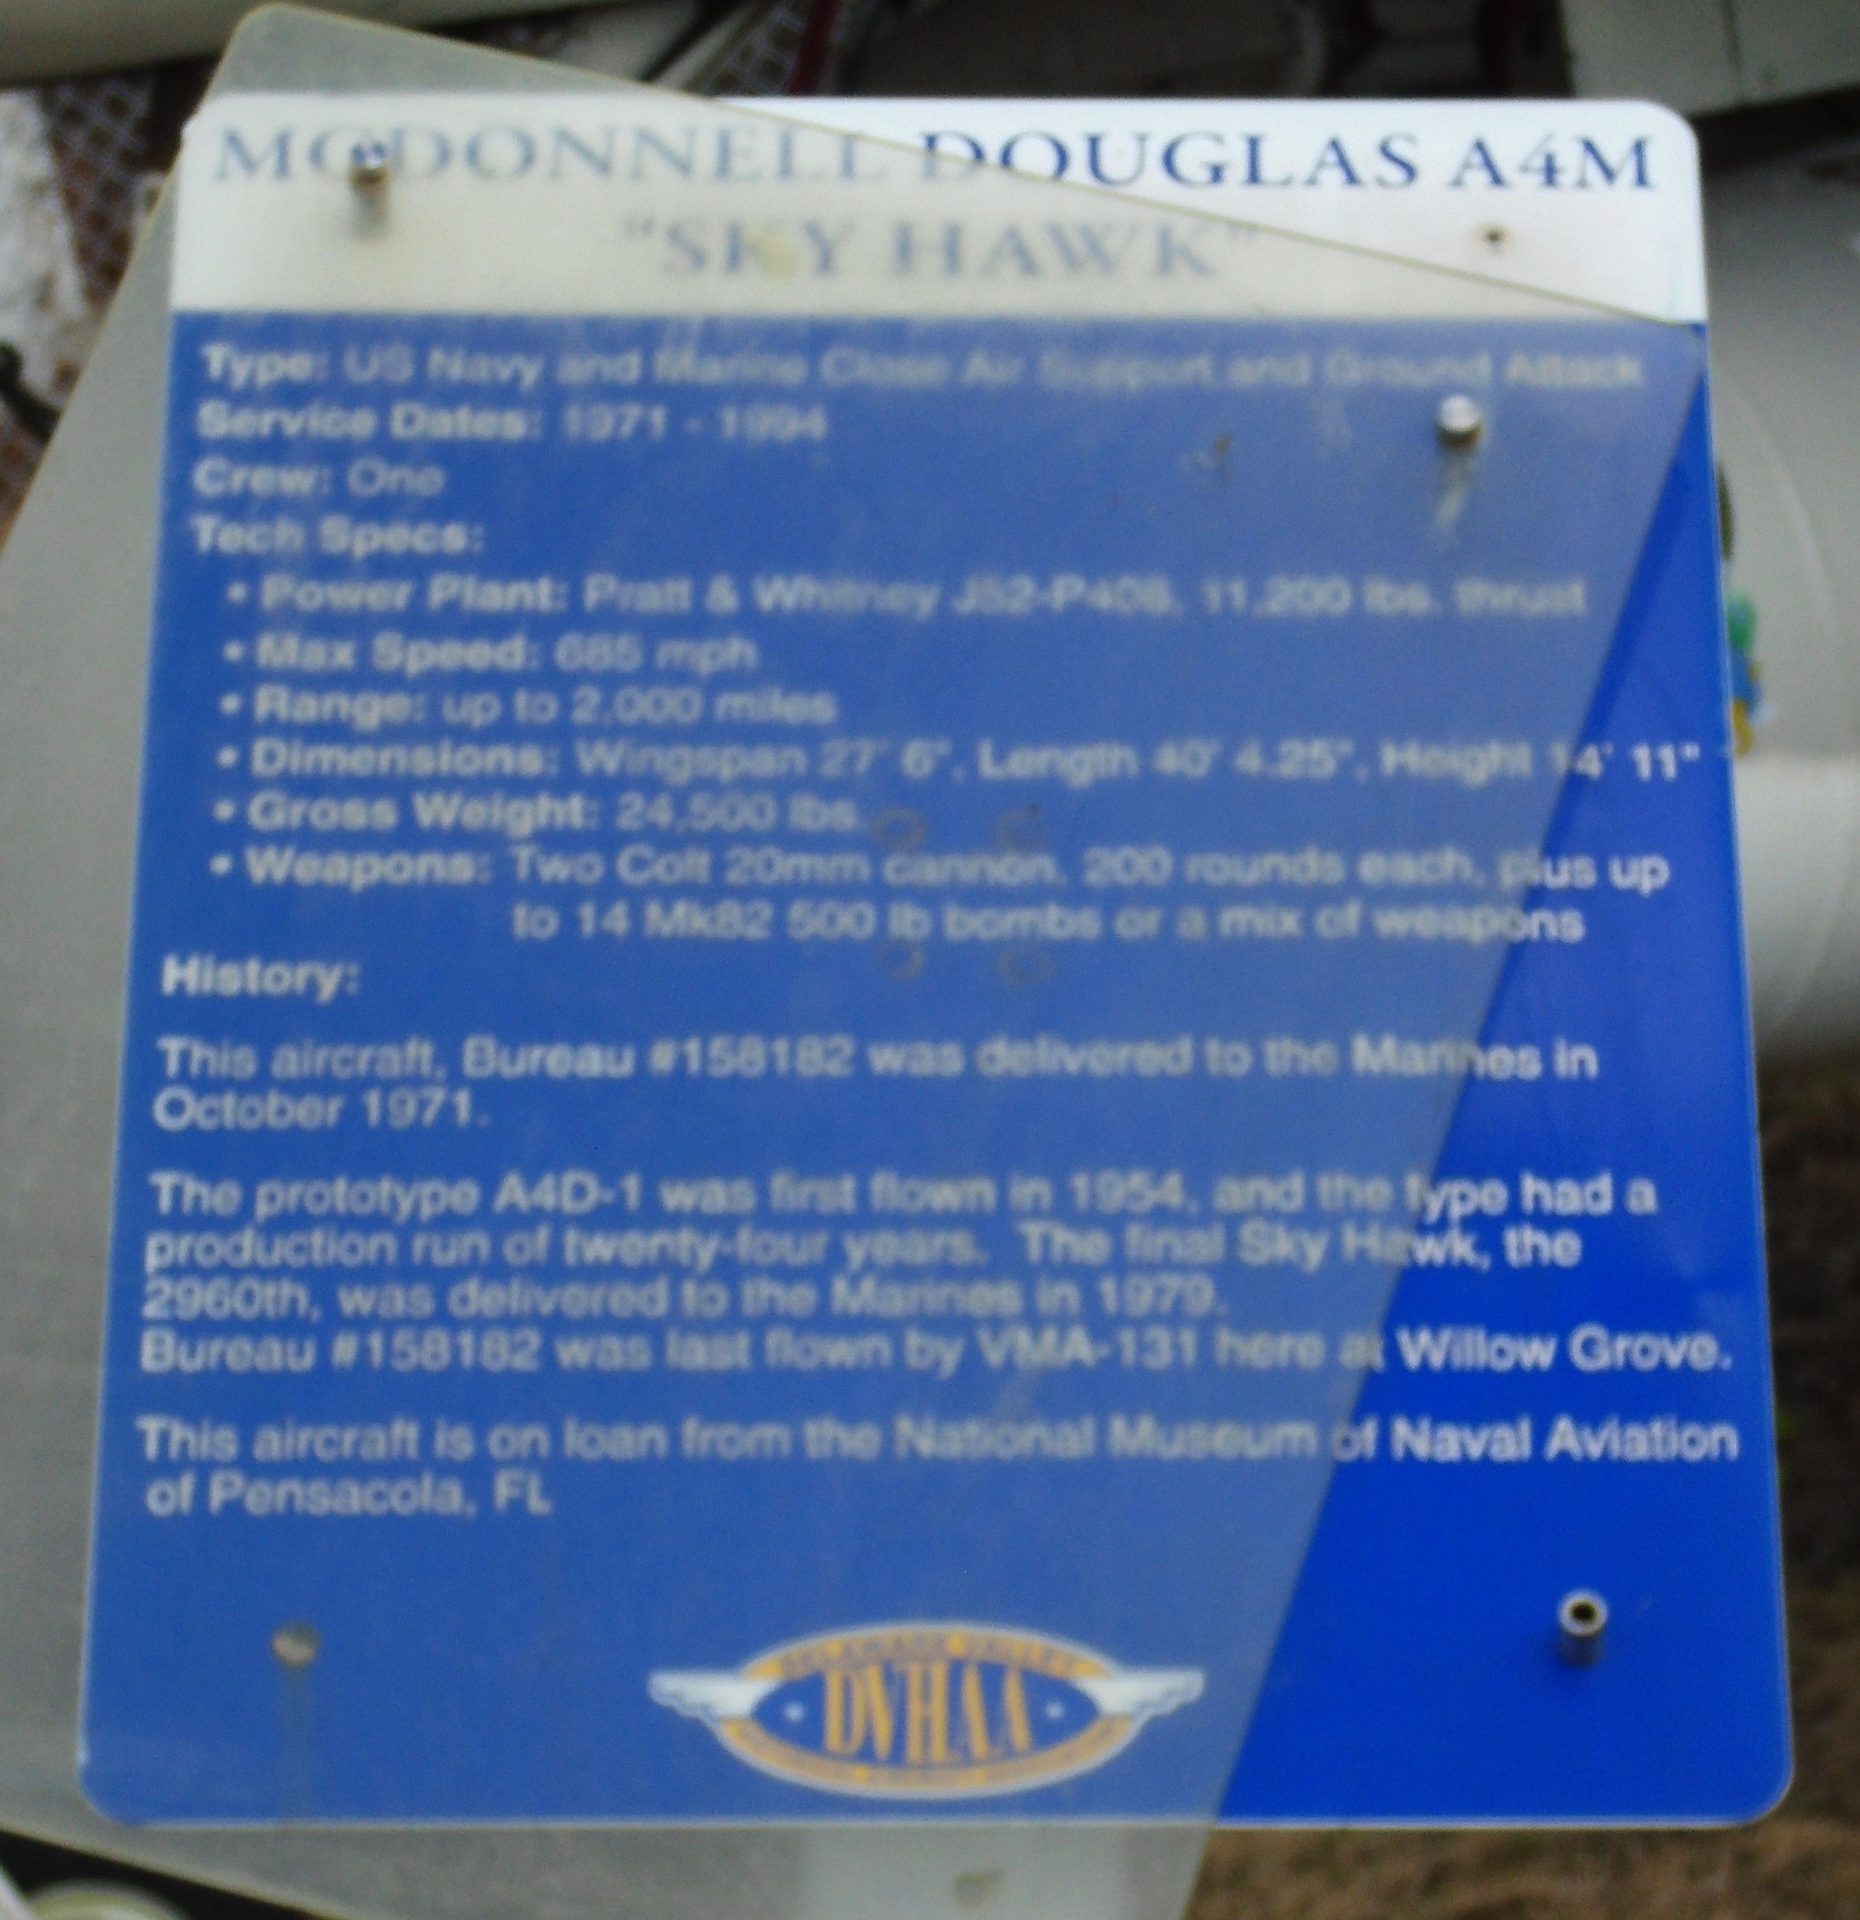 MCDONNELL DOUGLAS A4M
"SKY HAWK"
Type: US Navy and Marine Close Air Support and Ground Attack
Service Dates: 1971 - 1994
Crew: One
Tech Specs:
• Power Plant: Pratt & Whitney J52-P408, 11,200 lbs. thrust
• Max Speed: 685 mph
• Range: up to 2,000 miles
• Dimensions: Wingspan 27' 6", Length 40' 4.25", Height 14' 11"
• Gross Weight: 24,500 lbs.
• Weapons: Two Colt 20mm cannon, 200 rounds each, plus up
to 14 Mk82 500 lb bombs or a mix of weapons
History:
This aircraft, Bureau #158182 was delivered to the Marines in
October 1971.
The prototype A4D-1 was first flown in 1954, and the type had a
production run of twenty-four years. The final Sky Hawk, the
2960th, was delivered to the Marines in 1979.
Bureau #158182 was last flown by VMA-131 here at Willow Grove.
This aircraft is on loan from the National Museum of Naval Aviation
of Pensacola, FL
DELAWARE VALLEY
DVHAA